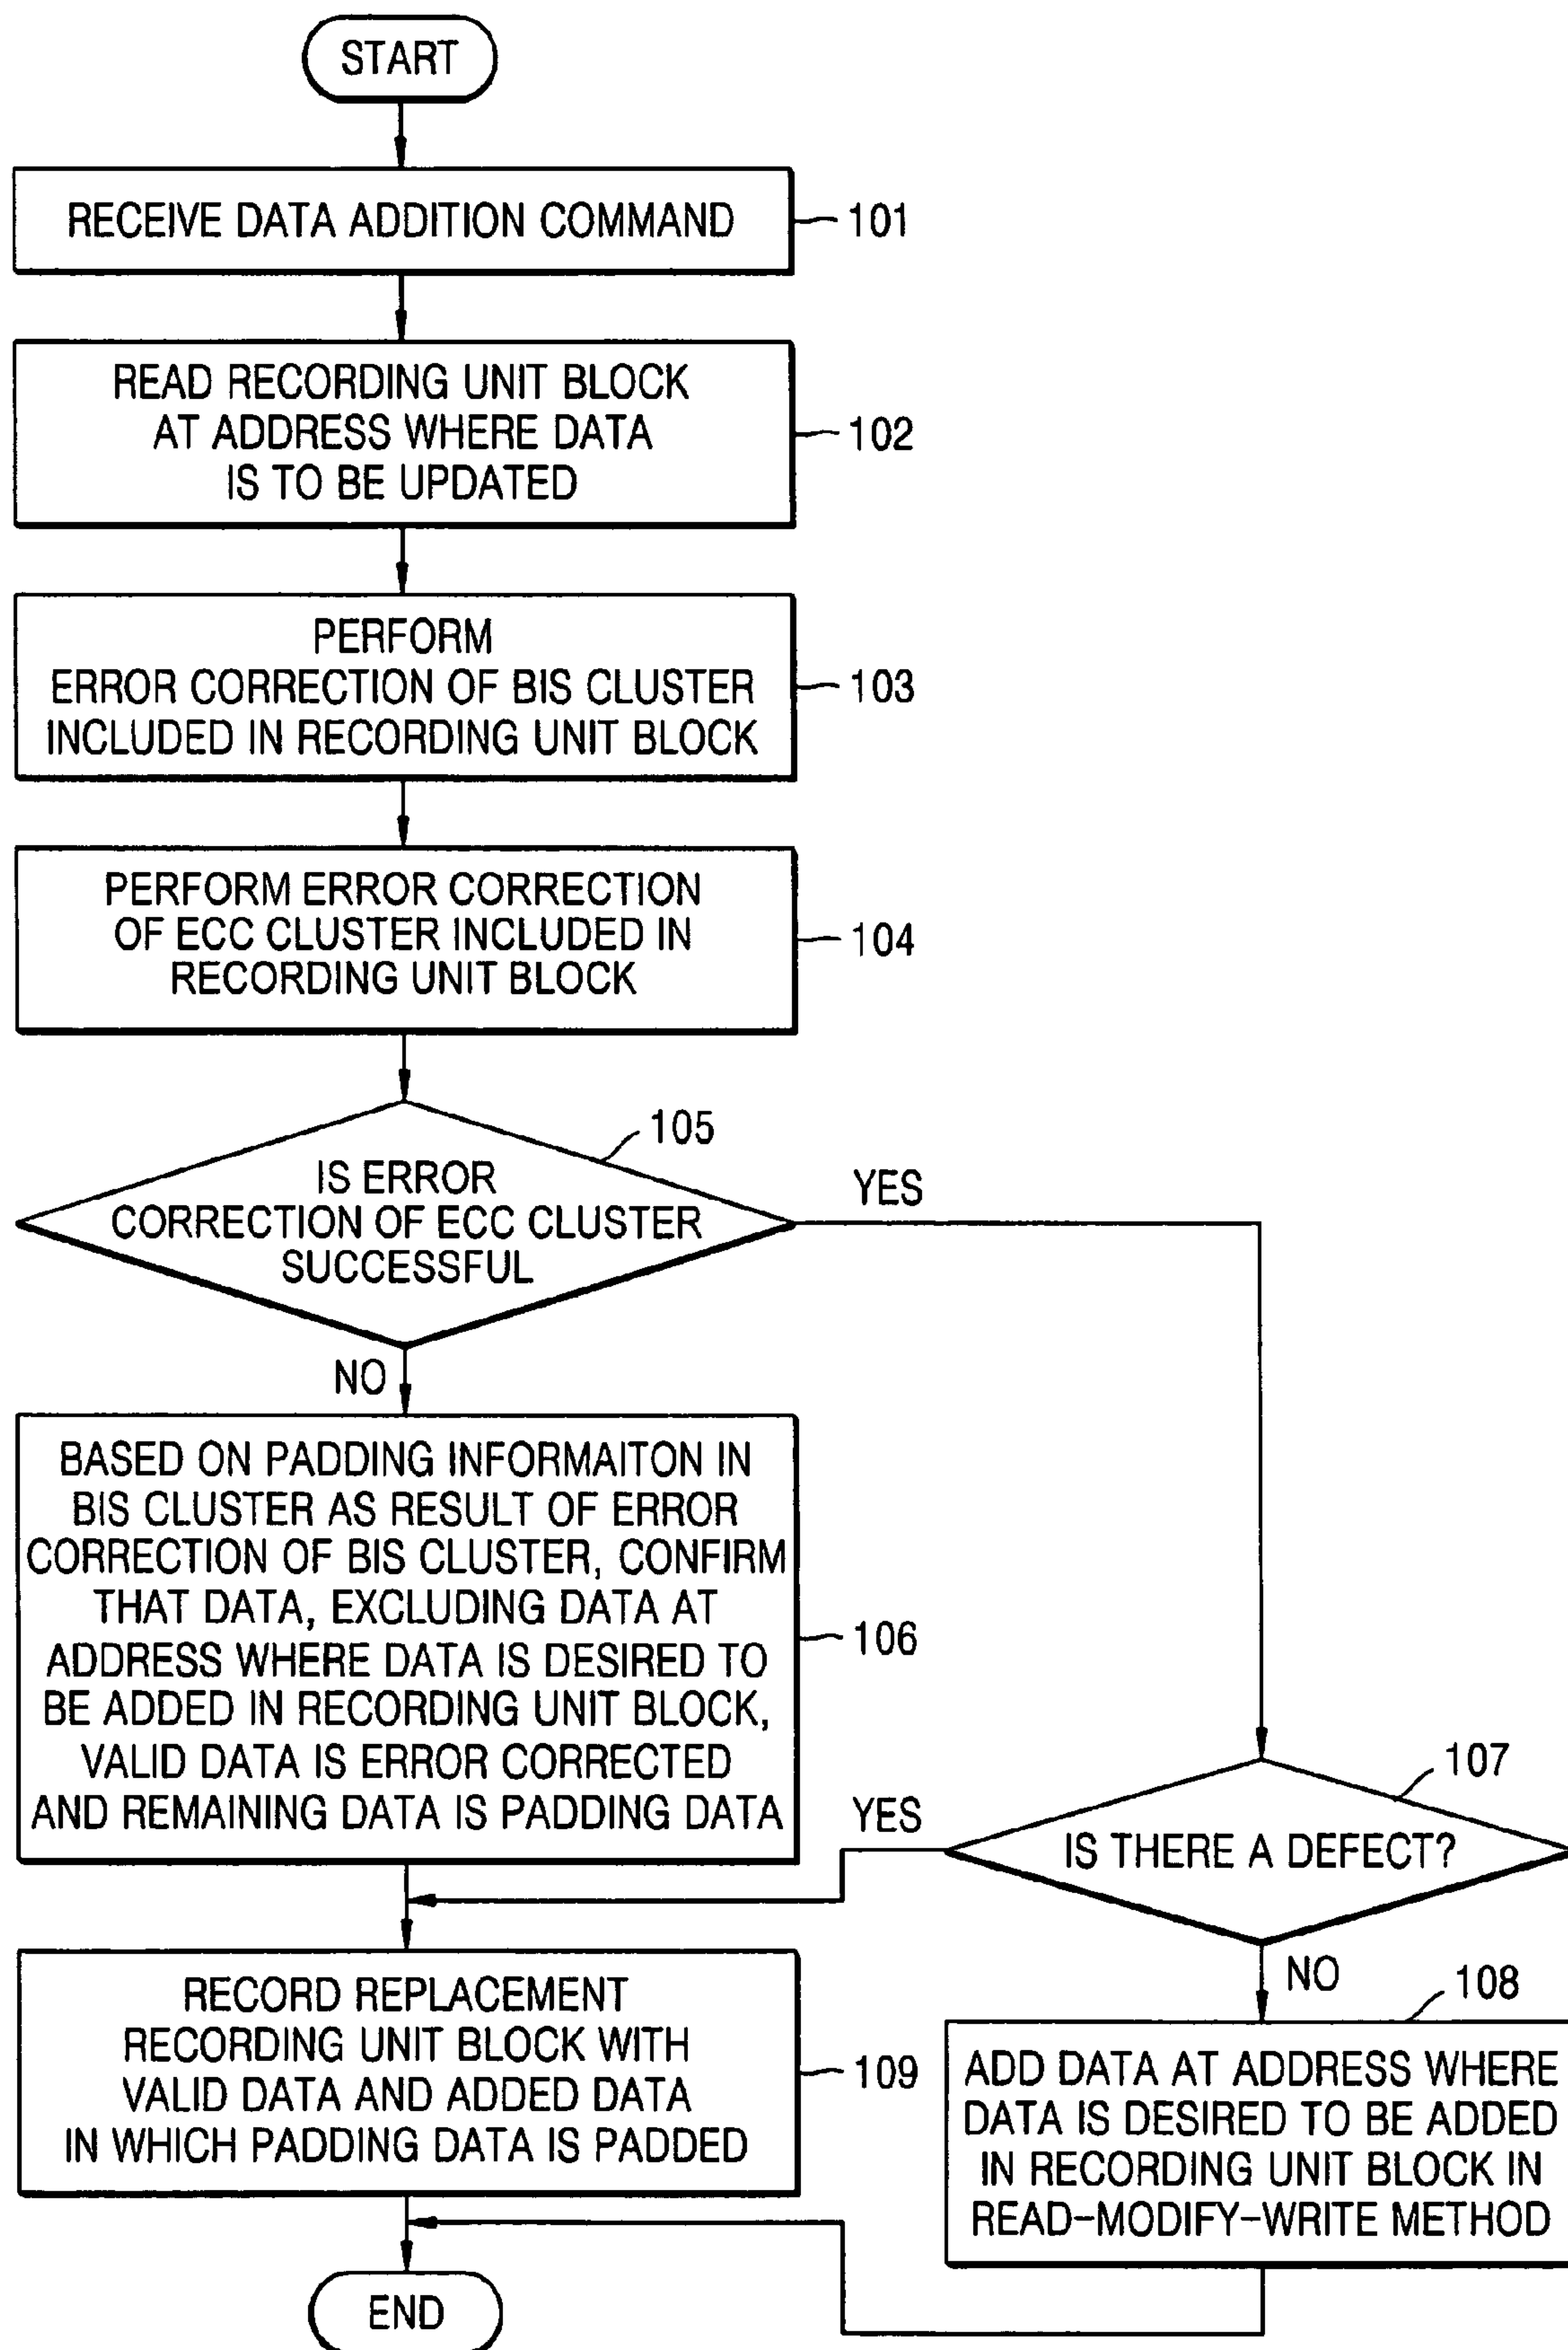 START
RECEIVE DATA ADDITION COMMAND
101
READ RECORDING UNIT BLOCK
AT ADDRESS WHERE DATA
IS TO BE UPDATED
102
PERFORM
ERROR CORRECTION OF BIS CLUSTER
INCLUDED IN RECORDING UNIT BLOCK
103
PERFORM ERROR CORRECTION
OF ECC CLUSTER INCLUDED IN
RECORDING UNIT BLOCK
104
105
IS ERROR
CORRECTION OF ECC CLUSTER
SUCCESSFUL
YES
NO
BASED ON PADDING INFORMAITON IN
BIS CLUSTER AS RESULT OF ERROR
CORRECTION OF BIS CLUSTER, CONFIRM
THAT DATA, EXCLUDING DATA AT
ADDRESS WHERE DATA IS DESIRED TO
BE ADDED IN RECORDING UNIT BLOCK,
VALID DATA IS ERROR CORRECTED
AND REMAINING DATA IS PADDING DATA
106
107
IS THERE A DEFECT?
YES
NO
108
ADD DATA AT ADDRESS WHERE
DATA IS DESIRED TO BE ADDED
IN RECORDING UNIT BLOCK IN
READ-MODIFY-WRITE METHOD
RECORD REPLACEMENT
RECORDING UNIT BLOCK WITH
VALID DATA AND ADDED DATA
IN WHICH PADDING DATA IS PADDED
109
END